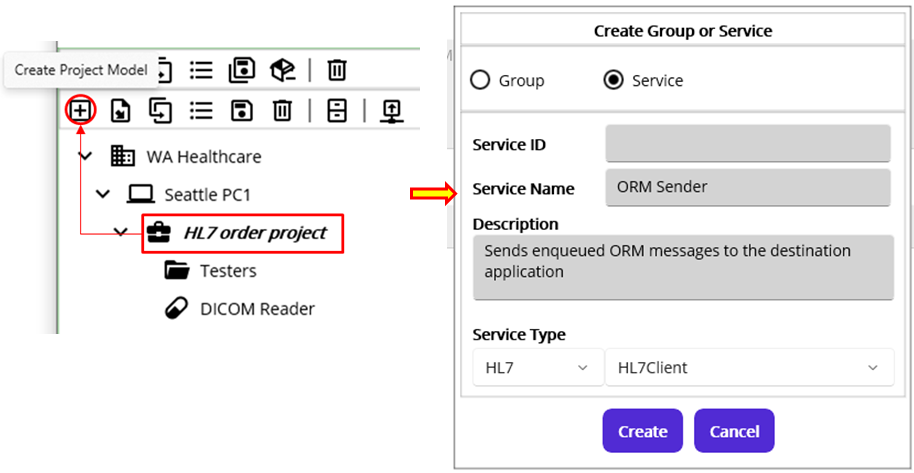 Create Project Model
WA Healthcare
Seattle PC1
HL7 order project
Testers
DICOM Reader
Create Group or Service
Group
Service
Service ID
Service Name
ORM Sender
Description
Sends enqueued ORM messages to the destination
application
Service Type
HL7
HL7Client
Create
Cancel